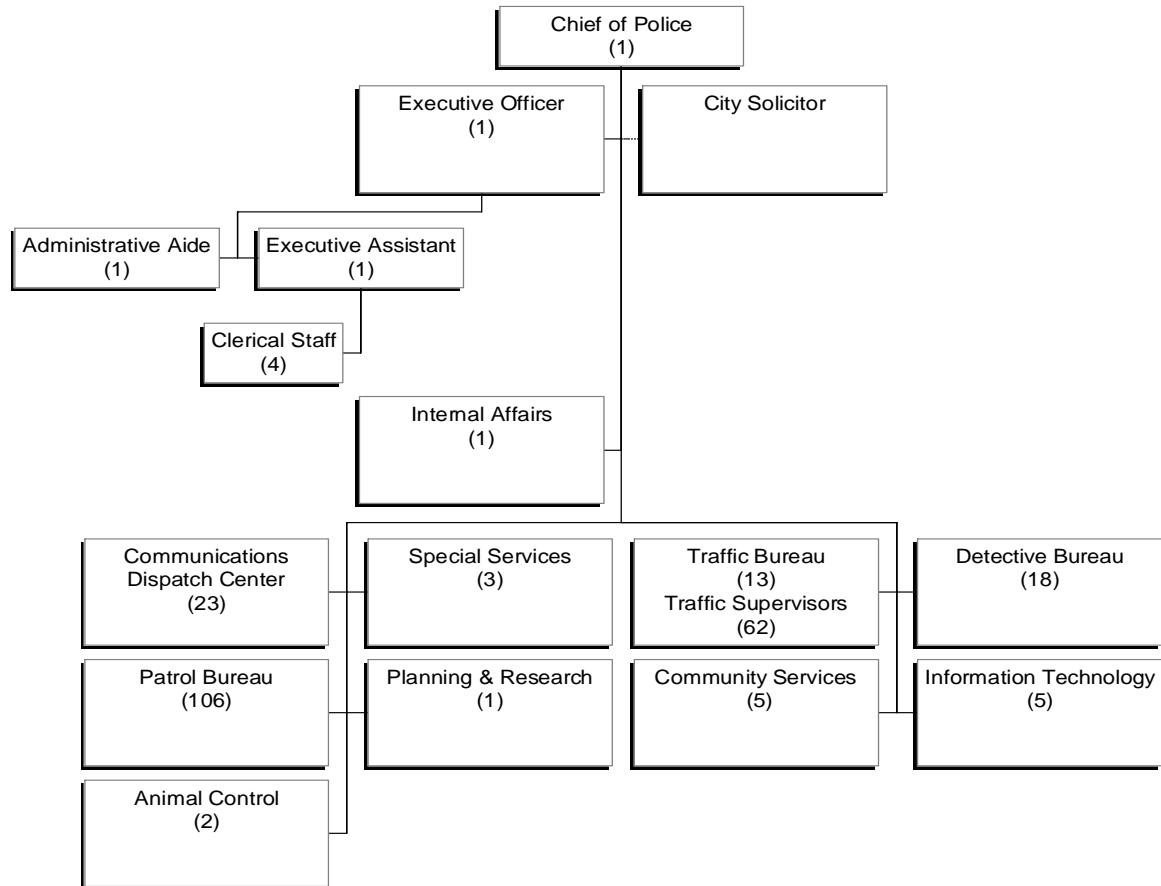 Chief of Police
(1)
Executive Officer
(1)
City Solicitor
Administrative Aide
(1)
Executive Assistant
(1)
Clerical Staff
(4)
Internal Affairs
(1)
Communications
Dispatch Center
(23)
Special Services
(3)
Traffic Bureau
(13)
Traffic Supervisors
(62)
Detective Bureau
(18)
Patrol Bureau
(106)
Planning & Research
(1)
Community Services
(5)
Information Technology
(5)
Animal Control
(2)